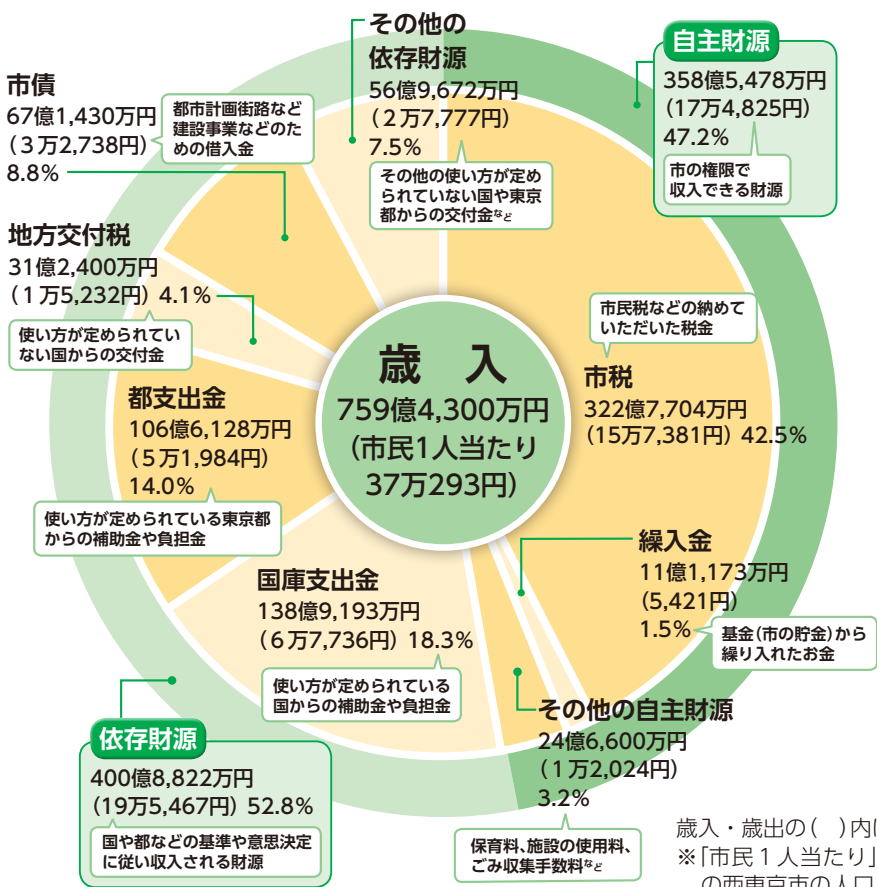 歳　入
759億4,300万円
(市民1人当たり
37万293円)
自主財源
358億5,478万円
(17万4,825円)
47.2%
市の権限で
収入できる財源
市民税などの納めて
いただいた税金
市税
322億7,704万円
(15万7,381円) 42.5%
繰入金
11億1,173万円
(5,421円)
1.5%
基金(市の貯金)から
繰り入れたお金
その他の自主財源
24億6,600万円
(1万2,024円)
3.2%
保育料、施設の使用料、
ごみ収集手数料など
依存財源
400億8,822万円
(19万5,467円) 52.8%
国や都などの基準や意思決定
に従い収入される財源
国庫支出金
138億9,193万円
(6万7,736円) 18.3%
使い方が定められている
国からの補助金や負担金
都支出金
106億6,128万円
(5万1,984円)
14.0%
使い方が定められている東京都
からの補助金や負担金
地方交付税
31億2,400万円
(1万5,232円) 4.1%
使い方が定められてい
ない国からの交付金
市債
67億1,430万円
(3万2,738円)
8.8%
都市計画街路など
建設事業などのた
めの借入金
その他の
依存財源
56億9,672万円
(2万7,777円)
7.5%
その他の使い方が定め
られていない国や東京
都からの交付金など
歳入・歳出の(　)内
※「市民1人当たり」
の西東京市の人口